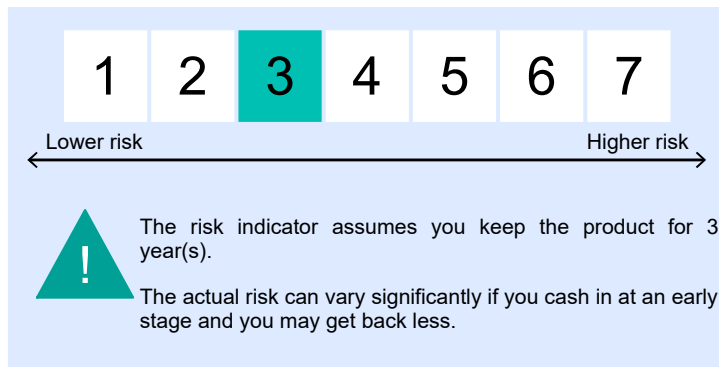 1 2 3 4 5 6 7
Lower risk Higher risk
The risk indicator assumes you keep the product for 3
year(s).
!
The actual risk can vary significantly if you cash in at an early
stage and you may get back less.